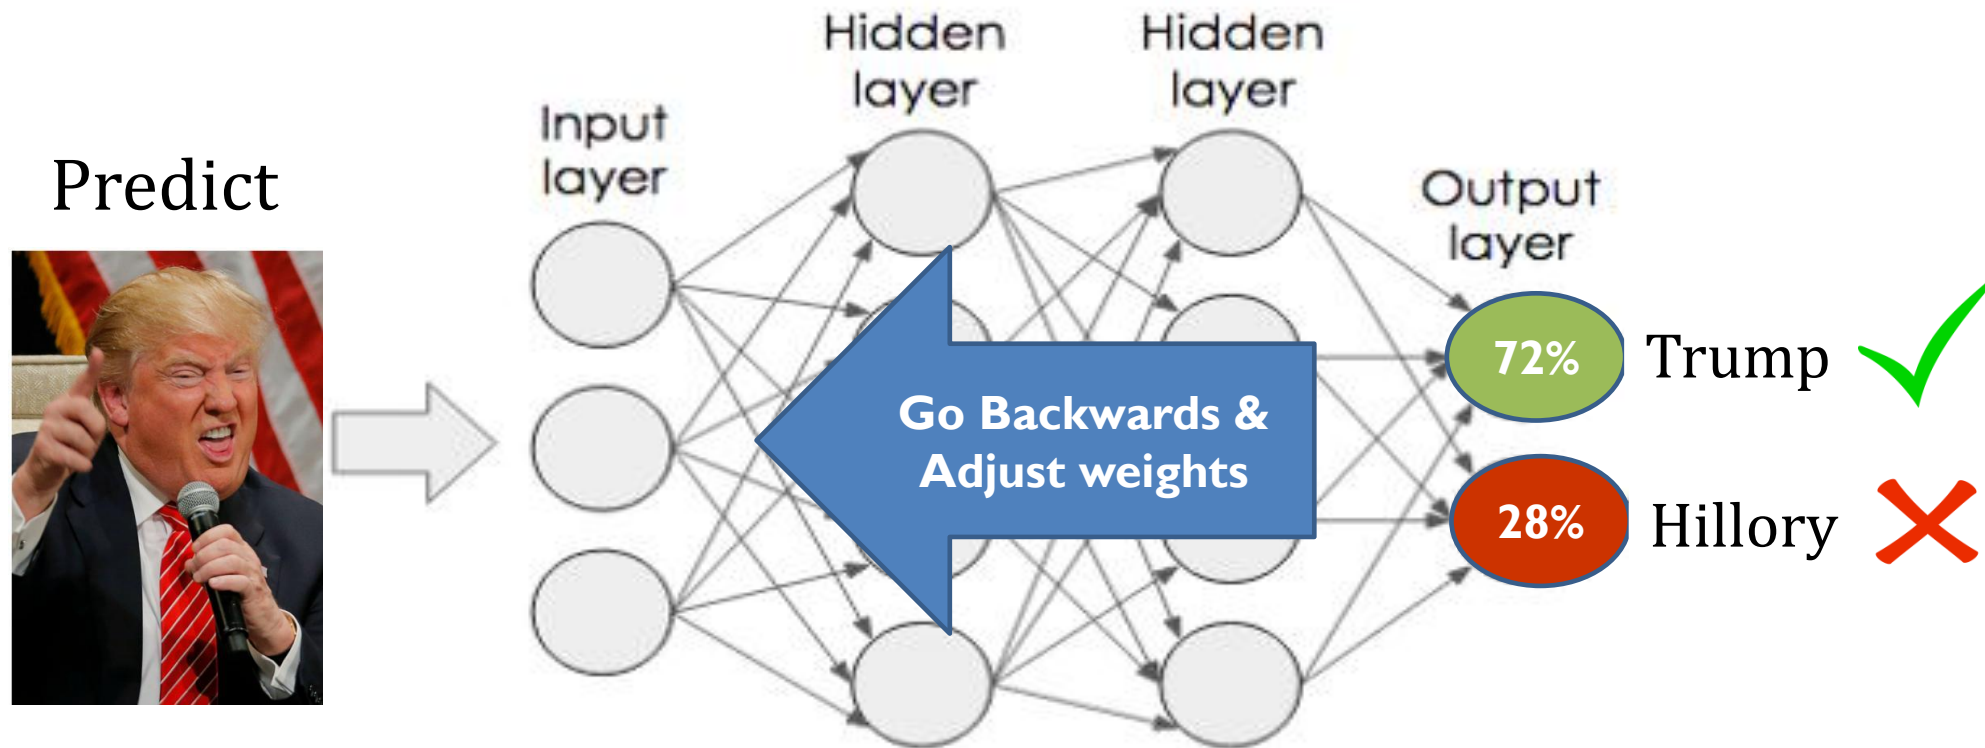 Predict
Input
layer
Hidden
layer
Hidden
layer
Output
layer
Go Backwards &
Adjust weights
72%
Trump
28%
Hillory